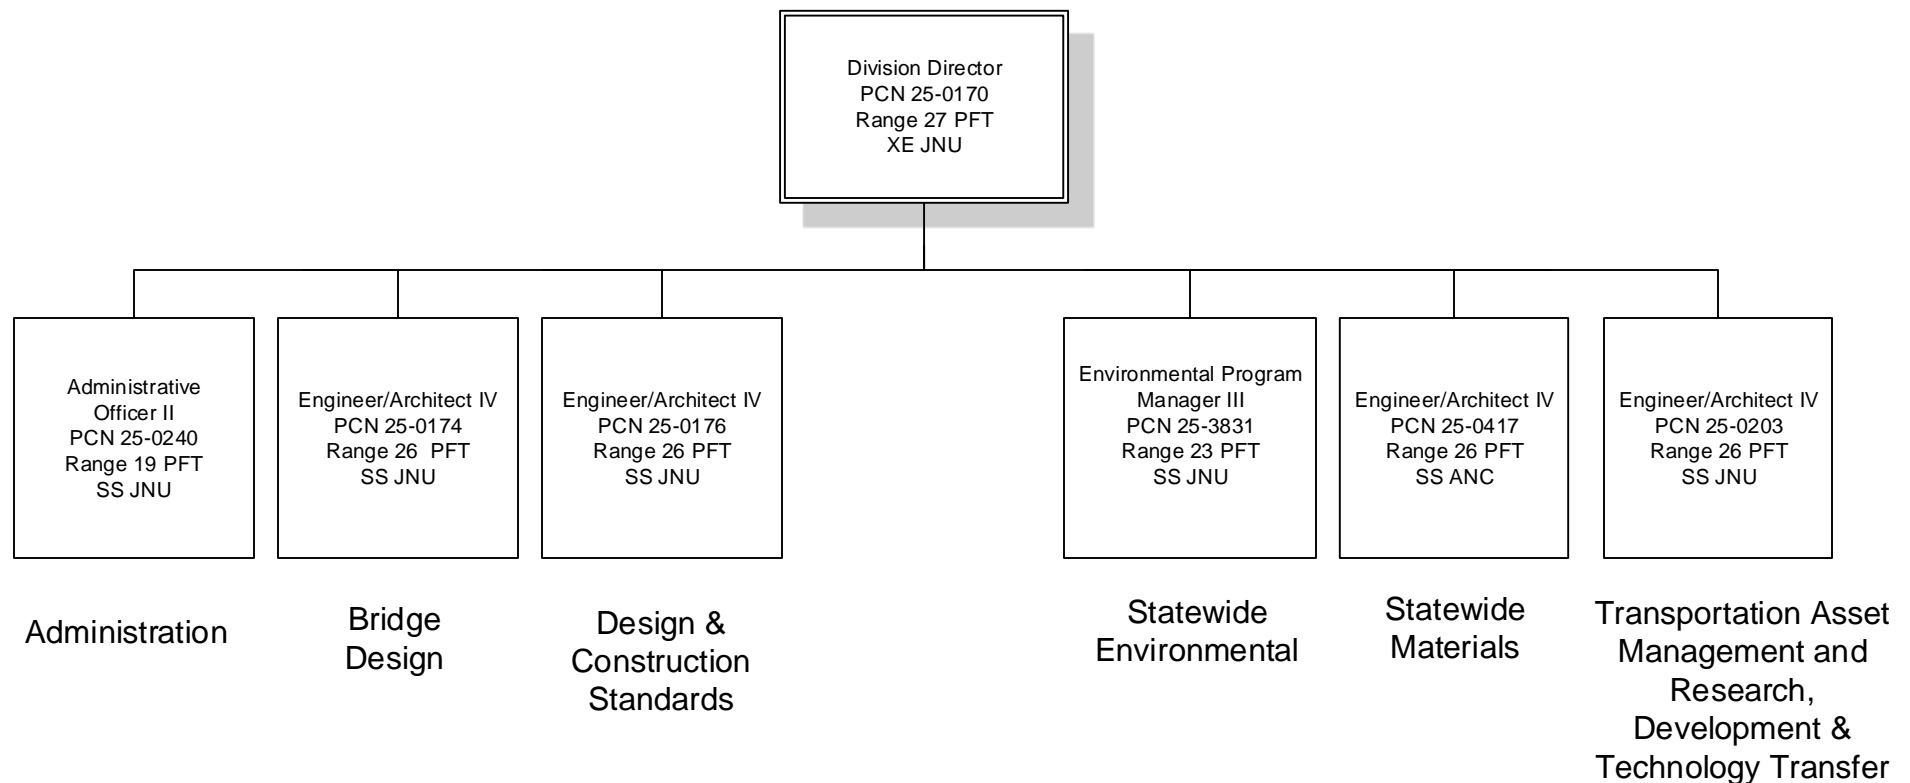 Division Director
PCN 25-0170
Range 27 PFT
XE JNU
Administrative
Officer II
PCN 25-0240
Range 19 PFT
SS JNU
Engineer/Architect IV
PCN 25-0174
Range 26  PFT
SS JNU
Engineer/Architect IV
PCN 25-0176
Range 26 PFT
SS JNU
Environmental Program
Manager III
PCN 25-3831
Range 23 PFT
SS JNU
Engineer/Architect IV
PCN 25-0417
Range 26 PFT
SS ANC
Engineer/Architect IV
PCN 25-0203
Range 26 PFT
SS JNU
Administration
Bridge
Design
Design &
Construction
Standards
Statewide
Environmental
Statewide
Materials
Transportation Asset
Management and
Research,
Development &
Technology Transfer